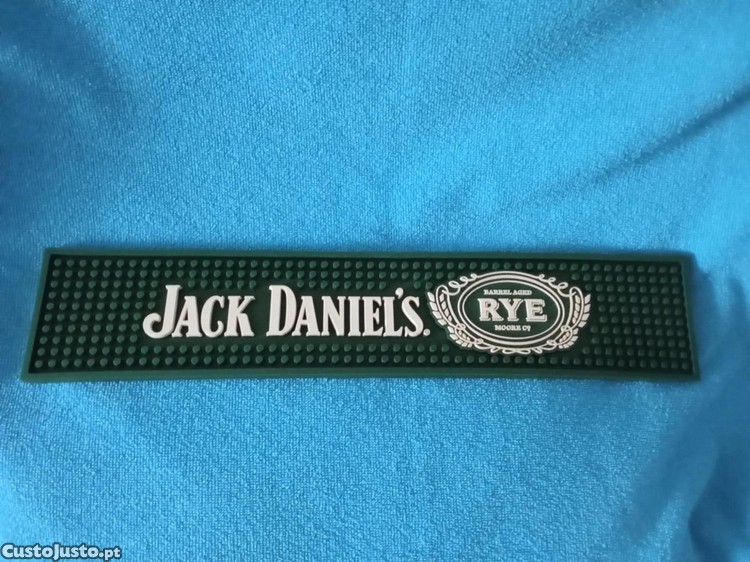 JACK DANIEL'S.
BARREL AGED
RYE
MOORE Cº
CustoJusto.pt